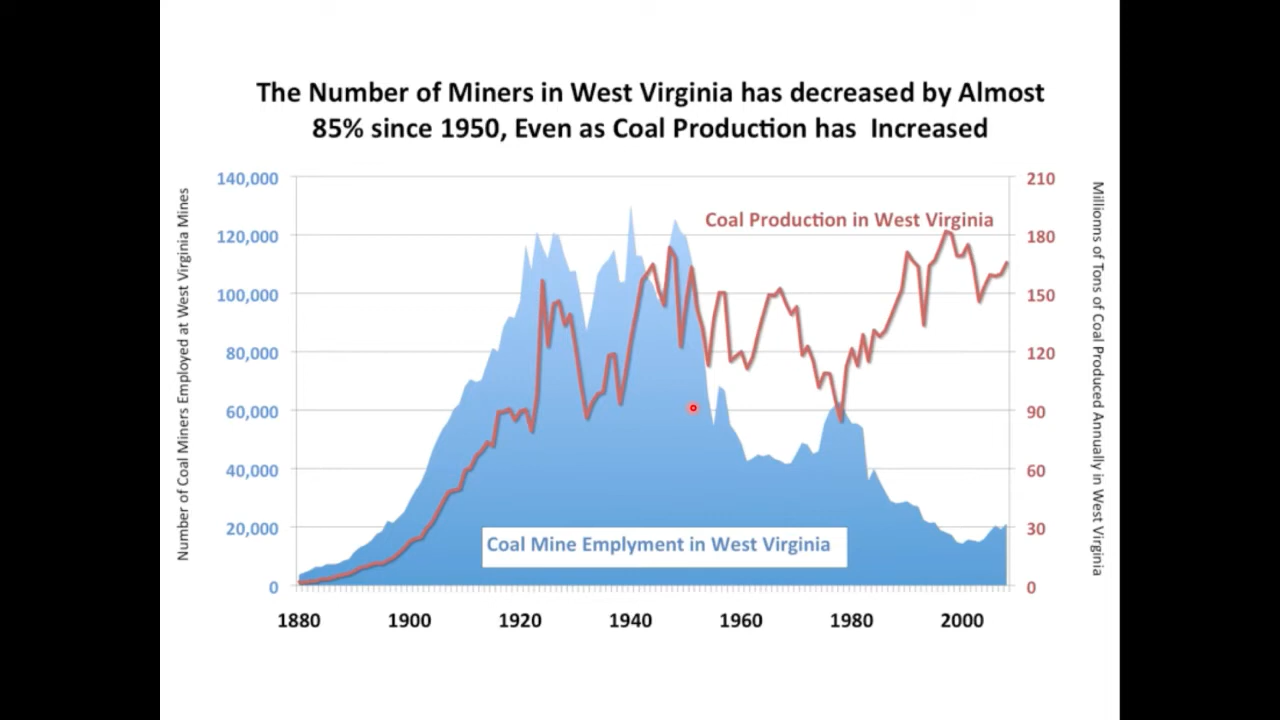 The Number of Miners in West Virginia has decreased by Almost
85% since 1950, Even as Coal Production has Increased
Number of Coal Miners Employed at West Virginia Mines
140,000
120,000
100,000
80,000
60,000
40,000
20,000
0
Coal Production in West Virginia
Coal Mine Emplyment in West Virginia
210
180
150
120
90
60
30
0
Millionns of Tons of Coal Produced Annually in West Virginia
1880 1900 1920 1940 1960 1980 2000